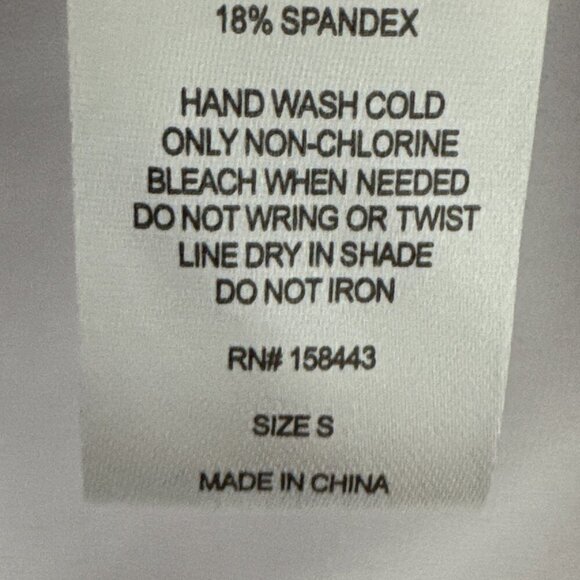 18% SPANDEX
HAND WASH COLD
ONLY NON-CHLORINE
BLEACH WHEN NEEDED
DO NOT WRING OR TWIST
LINE DRY IN SHADE
DO NOT IRON
RN# 158443
SIZE S
MADE IN CHINA